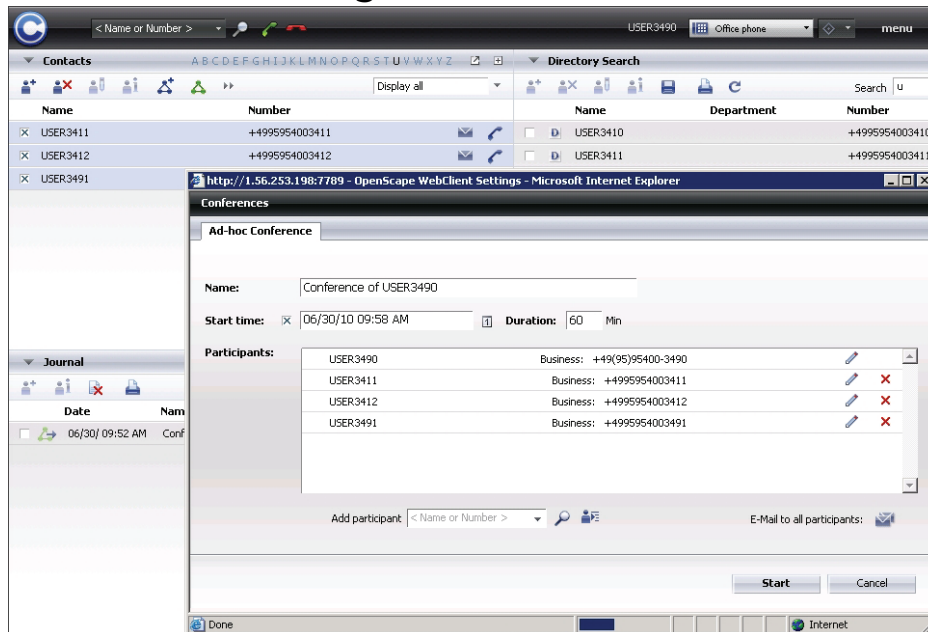 < Name or Number > USER3490 Office phone menu
Contacts A B C D E F G H I J K L M N O P Q R S T U V W X Y Z Directory Search
Display all Search u
Name Number Name Department Number
USER3411 +4995954003411 D USER3410 +4995954003410
USER3412 +4995954003412 D USER3411 +4995954003411
USER3491
http://1.56.253.198:7789 - OpenScape WebClient Settings - Microsoft Internet Explorer
Conferences
Ad-hoc Conference
Name: Conference of USER3490
Start time: 06/30/10 09:58 AM 1 Duration: 60 Min
Participants:
USER3490 Business: +49(95)95400-3490
USER3411 Business: +4995954003411
USER3412 Business: +4995954003412
USER3491 Business: +4995954003491
Journal
Date Nam
06/30/ 09:52 AM Conf
Add participant < Name or Number > E-Mail to all participants:
Start Cancel
Done Internet